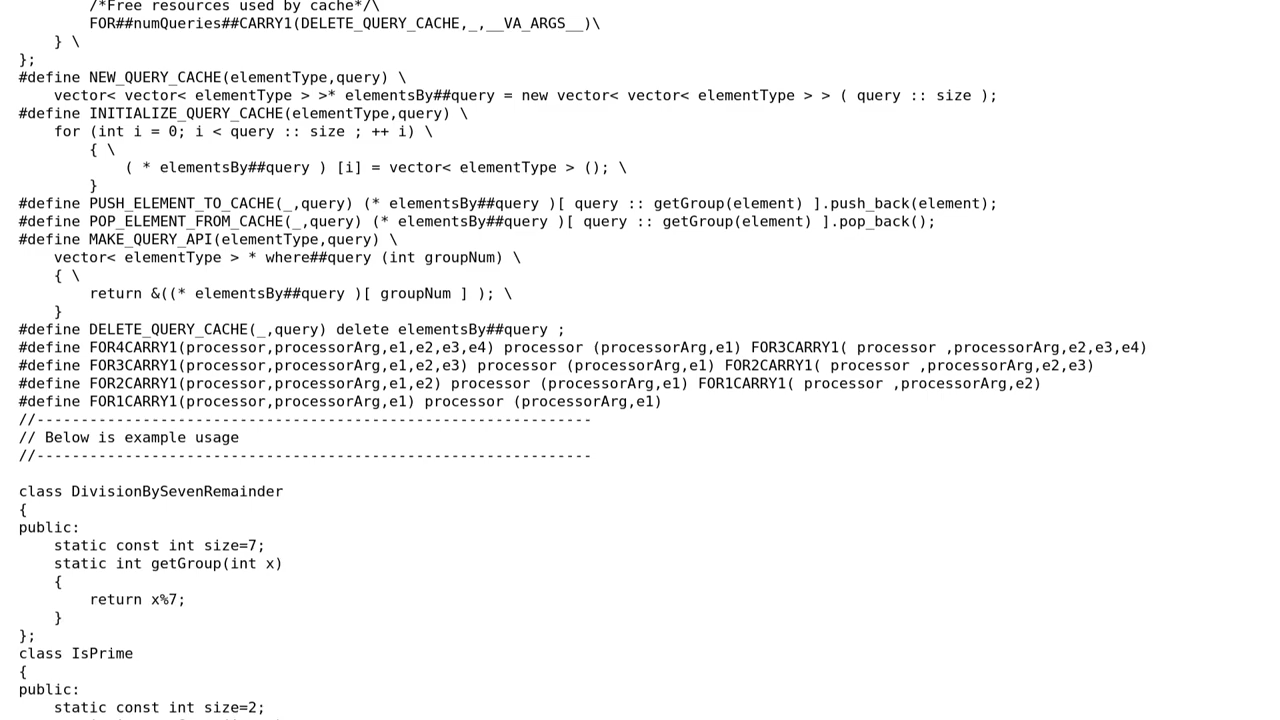 /*Free resources used by cache*/\
FOR##numQueries##CARRY1(DELETE_QUERY_CACHE,_,__VA_ARGS__)\
} \
};
#define NEW_QUERY_CACHE(elementType,query) \
vector< vector< elementType > >* elementsBy##query = new vector< vector< elementType > > ( query :: size );
#define INITIALIZE_QUERY_CACHE(elementType,query) \
for (int i = 0; i < query :: size ; ++ i) \
{ \
( * elementsBy##query ) [i] = vector< elementType > (); \
}
#define PUSH_ELEMENT_TO_CACHE(_,query) (* elementsBy##query )[ query :: getGroup(element) ].push_back(element);
#define POP_ELEMENT_FROM_CACHE(_,query) (* elementsBy##query )[ query :: getGroup(element) ].pop_back();
#define MAKE_QUERY_API(elementType,query) \
vector< elementType > * where##query (int groupNum) \
{ \
return &((* elementsBy##query )[ groupNum ] ); \
}
#define DELETE_QUERY_CACHE(_,query) delete elementsBy##query ;
#define FOR4CARRY1(processor,processorArg,e1,e2,e3,e4) processor (processorArg,e1) FOR3CARRY1( processor ,processorArg,e2,e3,e4)
#define FOR3CARRY1(processor,processorArg,e1,e2,e3) processor (processorArg,e1) FOR2CARRY1( processor ,processorArg,e2,e3)
#define FOR2CARRY1(processor,processorArg,e1,e2) processor (processorArg,e1) FOR1CARRY1( processor ,processorArg,e2)
#define FOR1CARRY1(processor,processorArg,e1) processor (processorArg,e1)
//---------------------------------------------------------------
// Below is example usage
//---------------------------------------------------------------
class DivisionBySevenRemainder
{
public:
static const int size=7;
static int getGroup(int x)
{
return x%7;
}
};
class IsPrime
{
public:
static const int size=2;